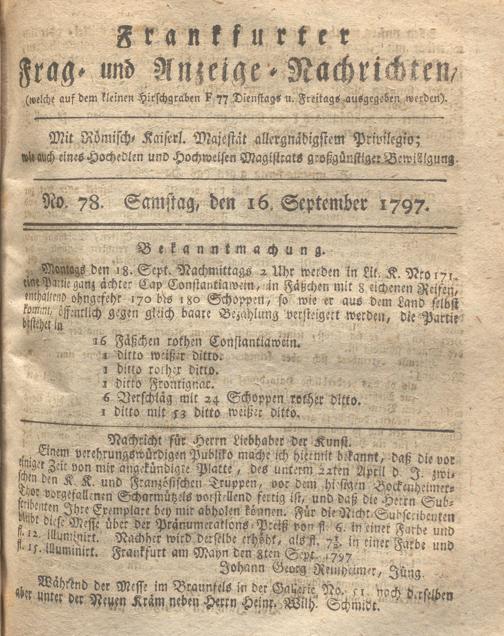 Frankfurter
Frag- und Anzeige-Nachrichten,
(welche auf dem kleinen Hirschgraben F 77 Dienstags u. Freitags ausgegeben werden).
Mit Römisch-Kaiserl. Majestät allergnädigstem Privilegio;
wie auch eines Hochedlen und Hochweisen Magistrats großgünstiger Bewilligung.
No. 78. Samstag, den 16. September 1797.
Bekanntmachung.
Montags den 18. Sept. Nachmittags 2 Uhr werden in Lit. K. Nro 171.
eine Partie ganz ächter Cap Constantiawein, in Fäßchen mit 8 eichenen Reifen,
enthaltend ohngefehr 170 bis 180 Schoppen, so wie er aus dem Land selbst
kommt, öffentlich gegen gleich baare Bezahlung versteigert werden, die Partie
bestehet in
16 Fäßchen rothen Constantiawein.
1 ditto weißer ditto.
1 ditto rother ditto.
1 ditto Frontignac.
6 Verschläg mit 24 Schoppen rother ditto.
1 ditto mit 53 ditto weißer ditto.
Nachricht für Herrn Liebhaber der Kunst.
Einem verehrungswürdigen Publiko mache ich hiermit bekannt, daß die vor
einiger Zeit von mir angekündigte Platte, des unterm 22ten April d. J. zwi-
schen den K. K. und Französischen Truppen, vor dem hiesigen Bockenheimer-
Thor vorgefallenen Scharmützels vorstellend fertig ist, und daß die Herrn Sub-
scribenten Ihre Exemplare bey mir abholen können. Für die Nicht-Subscribenten
bleibt diese Messe über der Pränumerations-Preiß von fl. 6. in einer Farbe und
fl. 12. illuminirt. Nachher wird derselbe erhöht, als fl. 7½. in einer Farbe und
fl. 15. illuminirt. Frankfurt am Mayn den 8ten Sept. 1797
Johann Georg Reinheimer, Jüng.
Während der Messe im Braunfels in der Gallerie No. 51 noch derselben
aber unter der Neuen Kräm neben Herrn Heinr. Wilh. Schmidt.